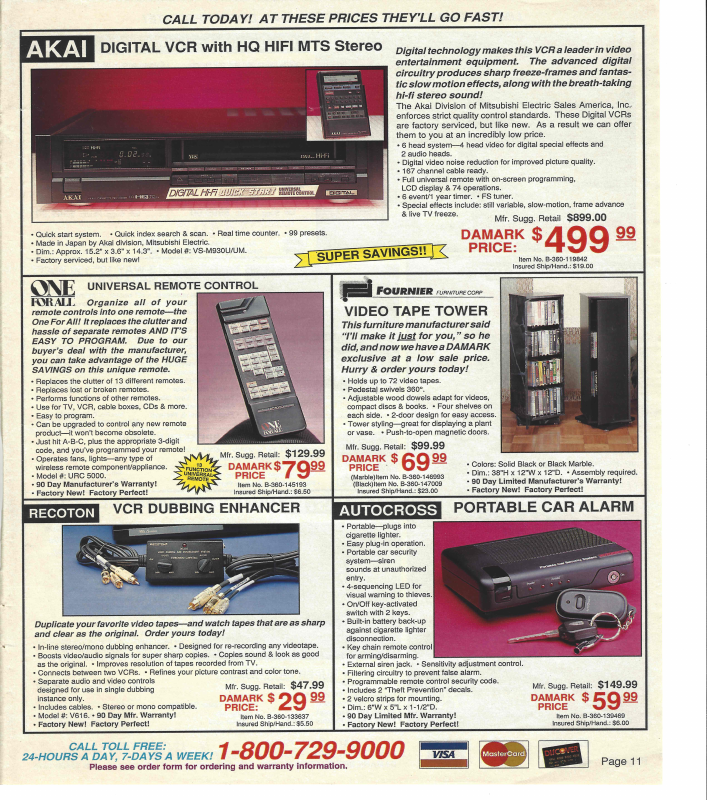 CALL TODAY! AT THESE PRICES THEY'LL GO FAST!
AKAI DIGITAL VCR with HQ HIFI MTS Stereo
Digital technology makes this VCR a leader in video
entertainment equipment. The advanced digital
circuitry produces sharp freeze-frames and fantas-
tic slow motion effects, along with the breath-taking
hi-fi stereo sound!
The Akai Division of Mitsubishi Electric Sales America, Inc.
enforces strict quality control standards. These Digital VCRs
are factory serviced, but like new. As a result we can offer
them to you at an incredibly low price.
• 6 head system—4 head video for digital special effects and
2 audio heads.
• Digital video noise reduction for improved picture quality.
• 167 channel cable ready.
• Full universal remote with on-screen programming,
LCD display & 74 operations.
• 6 event/1 year timer. • FS tuner.
• Special effects include: still variable, slow-motion, frame advance
& live TV freeze.
AKAI
AKAI
DIGITAL Hi-Fi QUICK START UNIVERSAL REMOTE CONTROL
DIGITAL
• Quick start system. • Quick index search & scan. • Real time counter. • 99 presets.
• Made in Japan by Akai division, Mitsubishi Electric.
• Dim.: Approx. 15.2" x 3.6" x 14.3". • Model #: VS-M930U/UM.
• Factory serviced, but like new!
SUPER SAVINGS!!
Mfr. Sugg. Retail $899.00
DAMARK PRICE: $499 99
Item No. B-360-119842
Insured Ship/Hand.: $19.00
ONE FOR ALL
UNIVERSAL REMOTE CONTROL
Organize all of your
remote controls into one remote—the
One For All! It replaces the clutter and
hassle of separate remotes AND IT'S
EASY TO PROGRAM. Due to our
buyer's deal with the manufacturer,
you can take advantage of the HUGE
SAVINGS on this unique remote.
• Replaces the clutter of 13 different remotes.
• Replaces lost or broken remotes.
• Performs functions of other remotes.
• Use for TV, VCR, cable boxes, CDs & more.
• Easy to program.
• Can be upgraded to control any new remote
product—it won't become obsolete.
• Just hit A-B-C, plus the appropriate 3-digit
code, and you've programmed your remote!
• Operates fans, lights—any type of
wireless remote component/appliance.
• Model #: URC 5000.
• 90 Day Manufacturer's Warranty!
• Factory New! Factory Perfect!
13 FUNCTION UNIVERSAL REMOTE
Mfr. Sugg. Retail: $129.99
DAMARK PRICE $79 99
Item No. B-360-145193
Insured Ship/Hand.: $6.50
FOURNIER FURNITURE CORP
VIDEO TAPE TOWER
This furniture manufacturer said
"I'll make it just for you," so he
did, and now we have a DAMARK
exclusive at a low sale price.
Hurry & order yours today!
• Holds up to 72 video tapes.
• Pedestal swivels 360°.
• Adjustable wood dowels adapt for videos,
compact discs & books. • Four shelves on
each side. • 2-door design for easy access.
• Tower styling—great for displaying a plant
or vase. • Push-to-open magnetic doors.
Mfr. Sugg. Retail: $99.99
DAMARK PRICE $69 99
(Marble)Item No. B-360-146993
(Black)Item No. B-360-147009
Insured Ship/Hand.: $23.00
• Colors: Solid Black or Black Marble.
• Dim.: 38"H x 12"W x 12"D. • Assembly required.
• 90 Day Limited Manufacturer's Warranty!
• Factory New! Factory Perfect!
RECOTON VCR DUBBING ENHANCER
RECOTON
Duplicate your favorite video tapes—and watch tapes that are as sharp
and clear as the original. Order yours today!
• In-line stereo/mono dubbing enhancer. • Designed for re-recording any videotape.
• Boosts video/audio signals for super sharp copies. • Copies sound & look as good
as the original. • Improves resolution of tapes recorded from TV.
• Connects between two VCRs. • Refines your picture contrast and color tone.
• Separate audio and video controls
designed for use in single dubbing
instance only.
• Includes cables. • Stereo or mono compatible.
• Model #: V616. • 90 Day Mfr. Warranty!
• Factory New! Factory Perfect!
Mfr. Sugg. Retail: $47.99
DAMARK PRICE: $29 99
Item No. B-360-133637
Insured Ship/Hand.: $5.50
AUTOCROSS PORTABLE CAR ALARM
• Portable—plugs into
cigarette lighter.
• Easy plug-in operation.
• Portable car security
system—siren
sounds at unauthorized
entry.
• 4-sequencing LED for
visual warning to thieves.
• On/Off key-activated
switch with 2 keys.
• Built-in battery back-up
against cigarette lighter
disconnection.
• Key chain remote control
for arming/disarming.
• External siren jack. • Sensitivity adjustment control.
• Filtering circuitry to prevent false alarm.
• Programmable remote control security code.
• Includes 2 "Theft Prevention" decals.
• 2 velcro strips for mounting.
• Dim.: 6"W x 5"L x 1-1/2"D.
• 90 Day Limited Mfr. Warranty!
• Factory New! Factory Perfect!
Portable Car Security System
Mfr. Sugg. Retail: $149.99
DAMARK PRICE $59 99
Item No. B-360-139469
Insured Ship/Hand.: $6.00
CALL TOLL FREE:
24-HOURS A DAY, 7-DAYS A WEEK! 1-800-729-9000
Please see order form for ordering and warranty information.
VISA
MasterCard
DISCOVER
Page 11